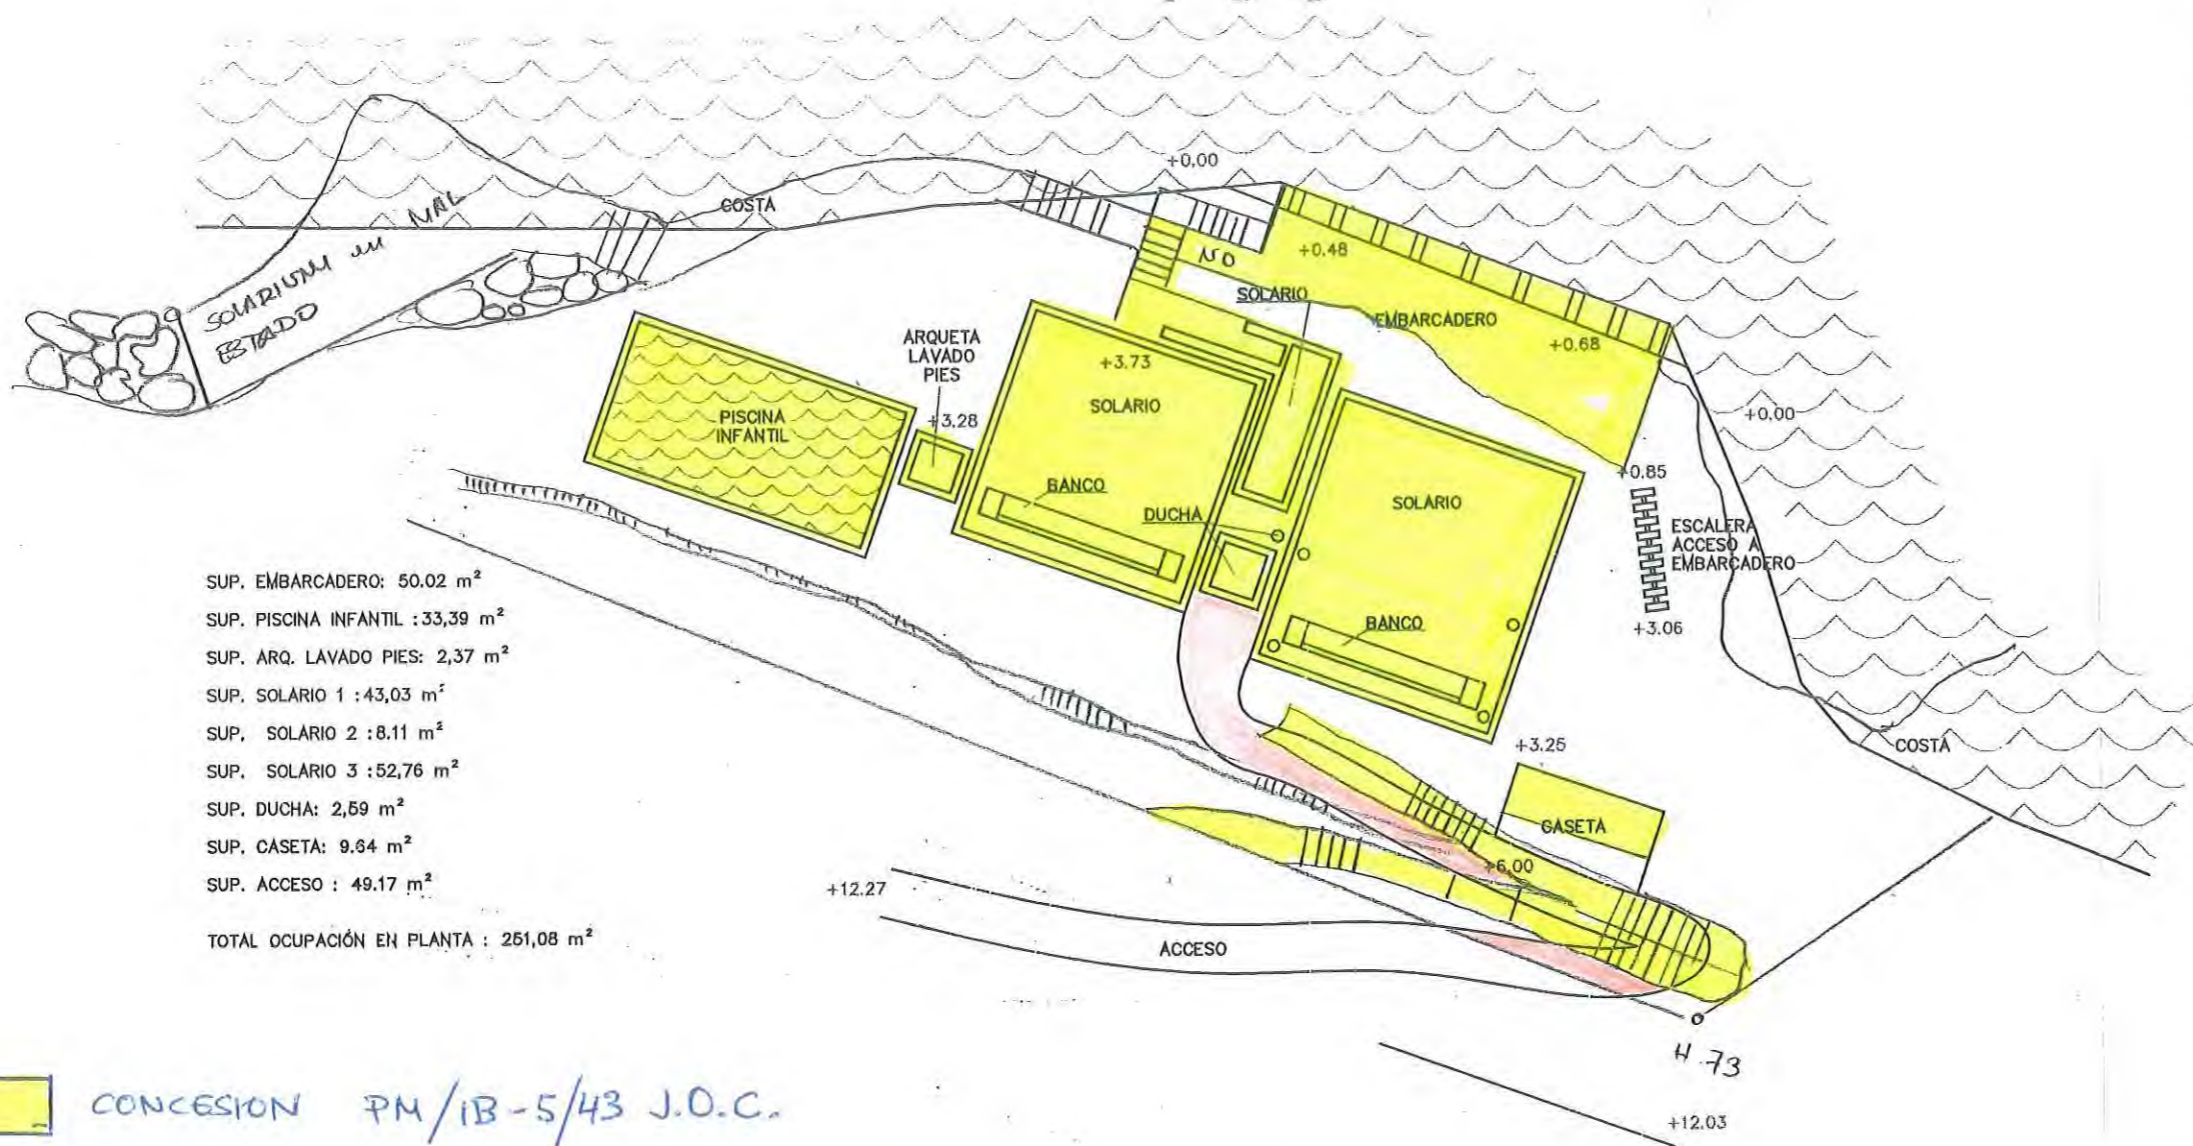 +0,00
COSTA
SOLARIUM en MAL
ESTADO
NO
+0.48
SOLARIO
EMBARCADERO
+0.68
ARQUETA
LAVADO
PIES
+3.28
+3.73
SOLARIO
PISCINA
INFANTIL
+0,00
BANCO
DUCHA
SOLARIO
+0.85
ESCALERA
ACCESO A
EMBARCADERO
+3.06
BANCO
SUP. EMBARCADERO: 50.02 m²
SUP. PISCINA INFANTIL :33,39 m²
SUP. ARQ. LAVADO PIES: 2,37 m²
SUP. SOLARIO 1 :43,03 m²
SUP. SOLARIO 2 :8.11 m²
SUP. SOLARIO 3 :52,76 m²
SUP. DUCHA: 2,59 m²
SUP. CASETA: 9.64 m²
SUP. ACCESO : 49.17 m²
TOTAL OCUPACIÓN EN PLANTA : 251,08 m²
+3.25
COSTA
CASETA
+6.00
+12.27
ACCESO
H.73
+12.03
CONCESION PM/iB-5/43 J.O.C.